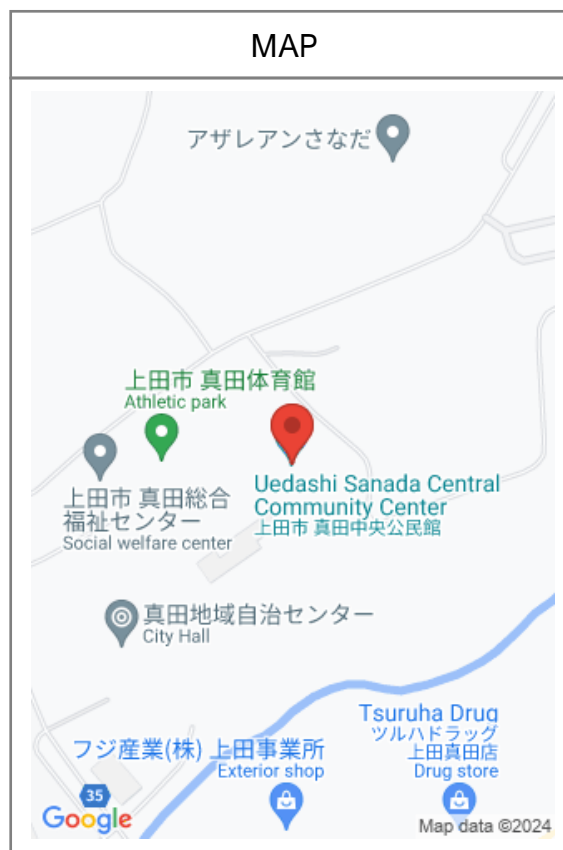 MAP
アザレアンさなだ
上田市 真田体育館
Athletic park
Uedashi Sanada Central
Community Center
上田市 真田中央公民館
上田市 真田総合
福祉センター
Social welfare center
真田地域自治センター
City Hall
Tsuruha Drug
ツルハドラッグ
上田真田店
Drug store
フジ産業(株) 上田事業所
Exterior shop
35
Google
Map data ©2024